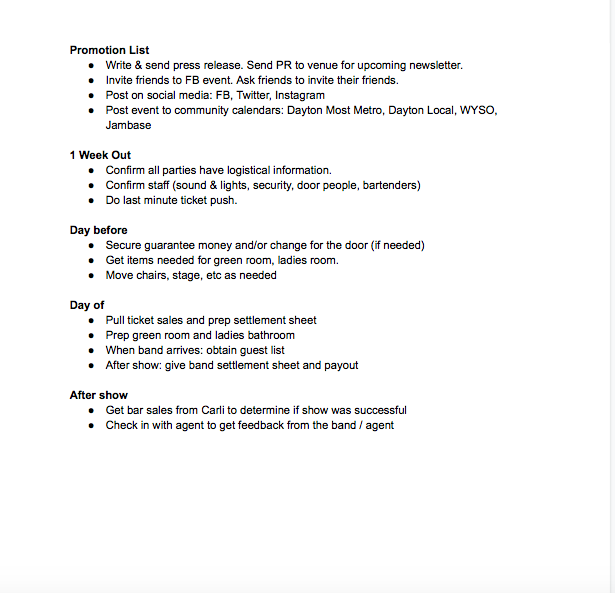 Promotion List
● Write & send press release. Send PR to venue for upcoming newsletter.
● Invite friends to FB event. Ask friends to invite their friends.
● Post on social media: FB, Twitter, Instagram
● Post event to community calendars: Dayton Most Metro, Dayton Local, WYSO,
Jambase
1 Week Out
● Confirm all parties have logistical information.
● Confirm staff (sound & lights, security, door people, bartenders)
● Do last minute ticket push.
Day before
● Secure guarantee money and/or change for the door (if needed)
● Get items needed for green room, ladies room.
● Move chairs, stage, etc as needed
Day of
● Pull ticket sales and prep settlement sheet
● Prep green room and ladies bathroom
● When band arrives: obtain guest list
● After show: give band settlement sheet and payout
After show
● Get bar sales from Carli to determine if show was successful
● Check in with agent to get feedback from the band / agent